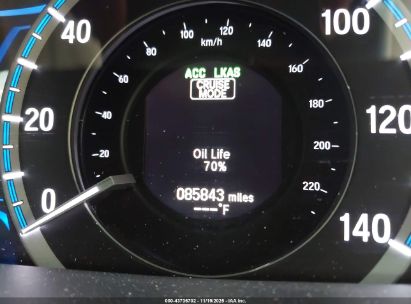 40
100
100
120
80
km/h
140
60
ACC LKAS
160
CRUISE
MODE
40
180
20
120
Oil Life
200
20
70%
085843 miles
220
0
----°F
140